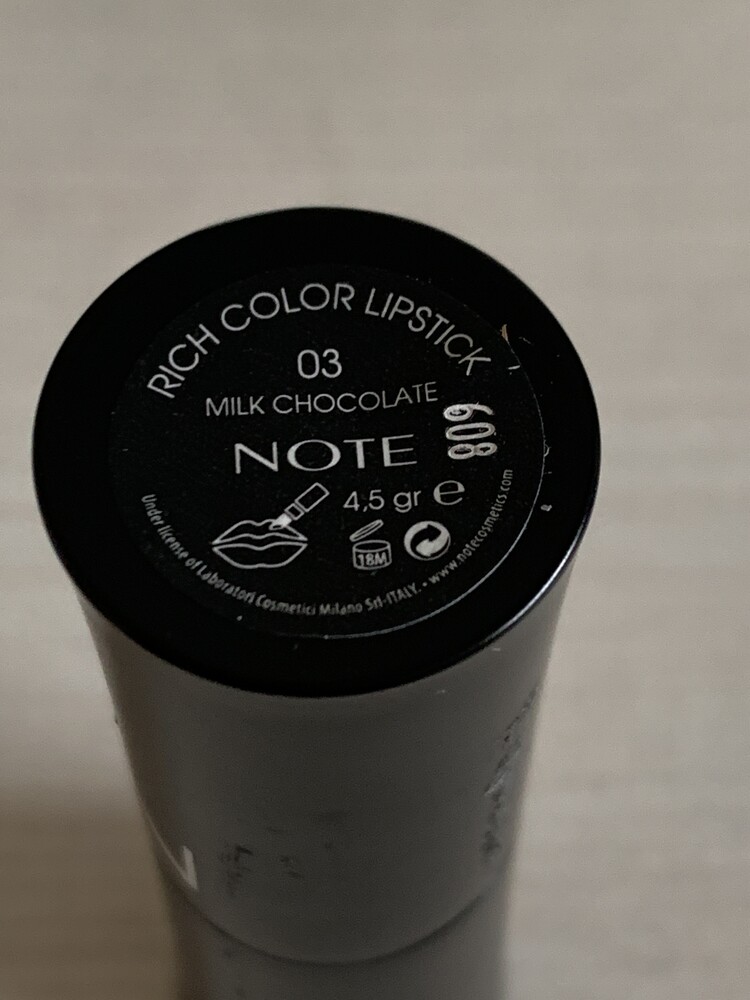 RICH COLOR LIPSTICK
03
MILK CHOCOLATE
NOTE
609
4,5 gr e
18M
Under license of Laboratori Cosmetici Milano Srl-ITALY. • www.notecosmetics.com
N